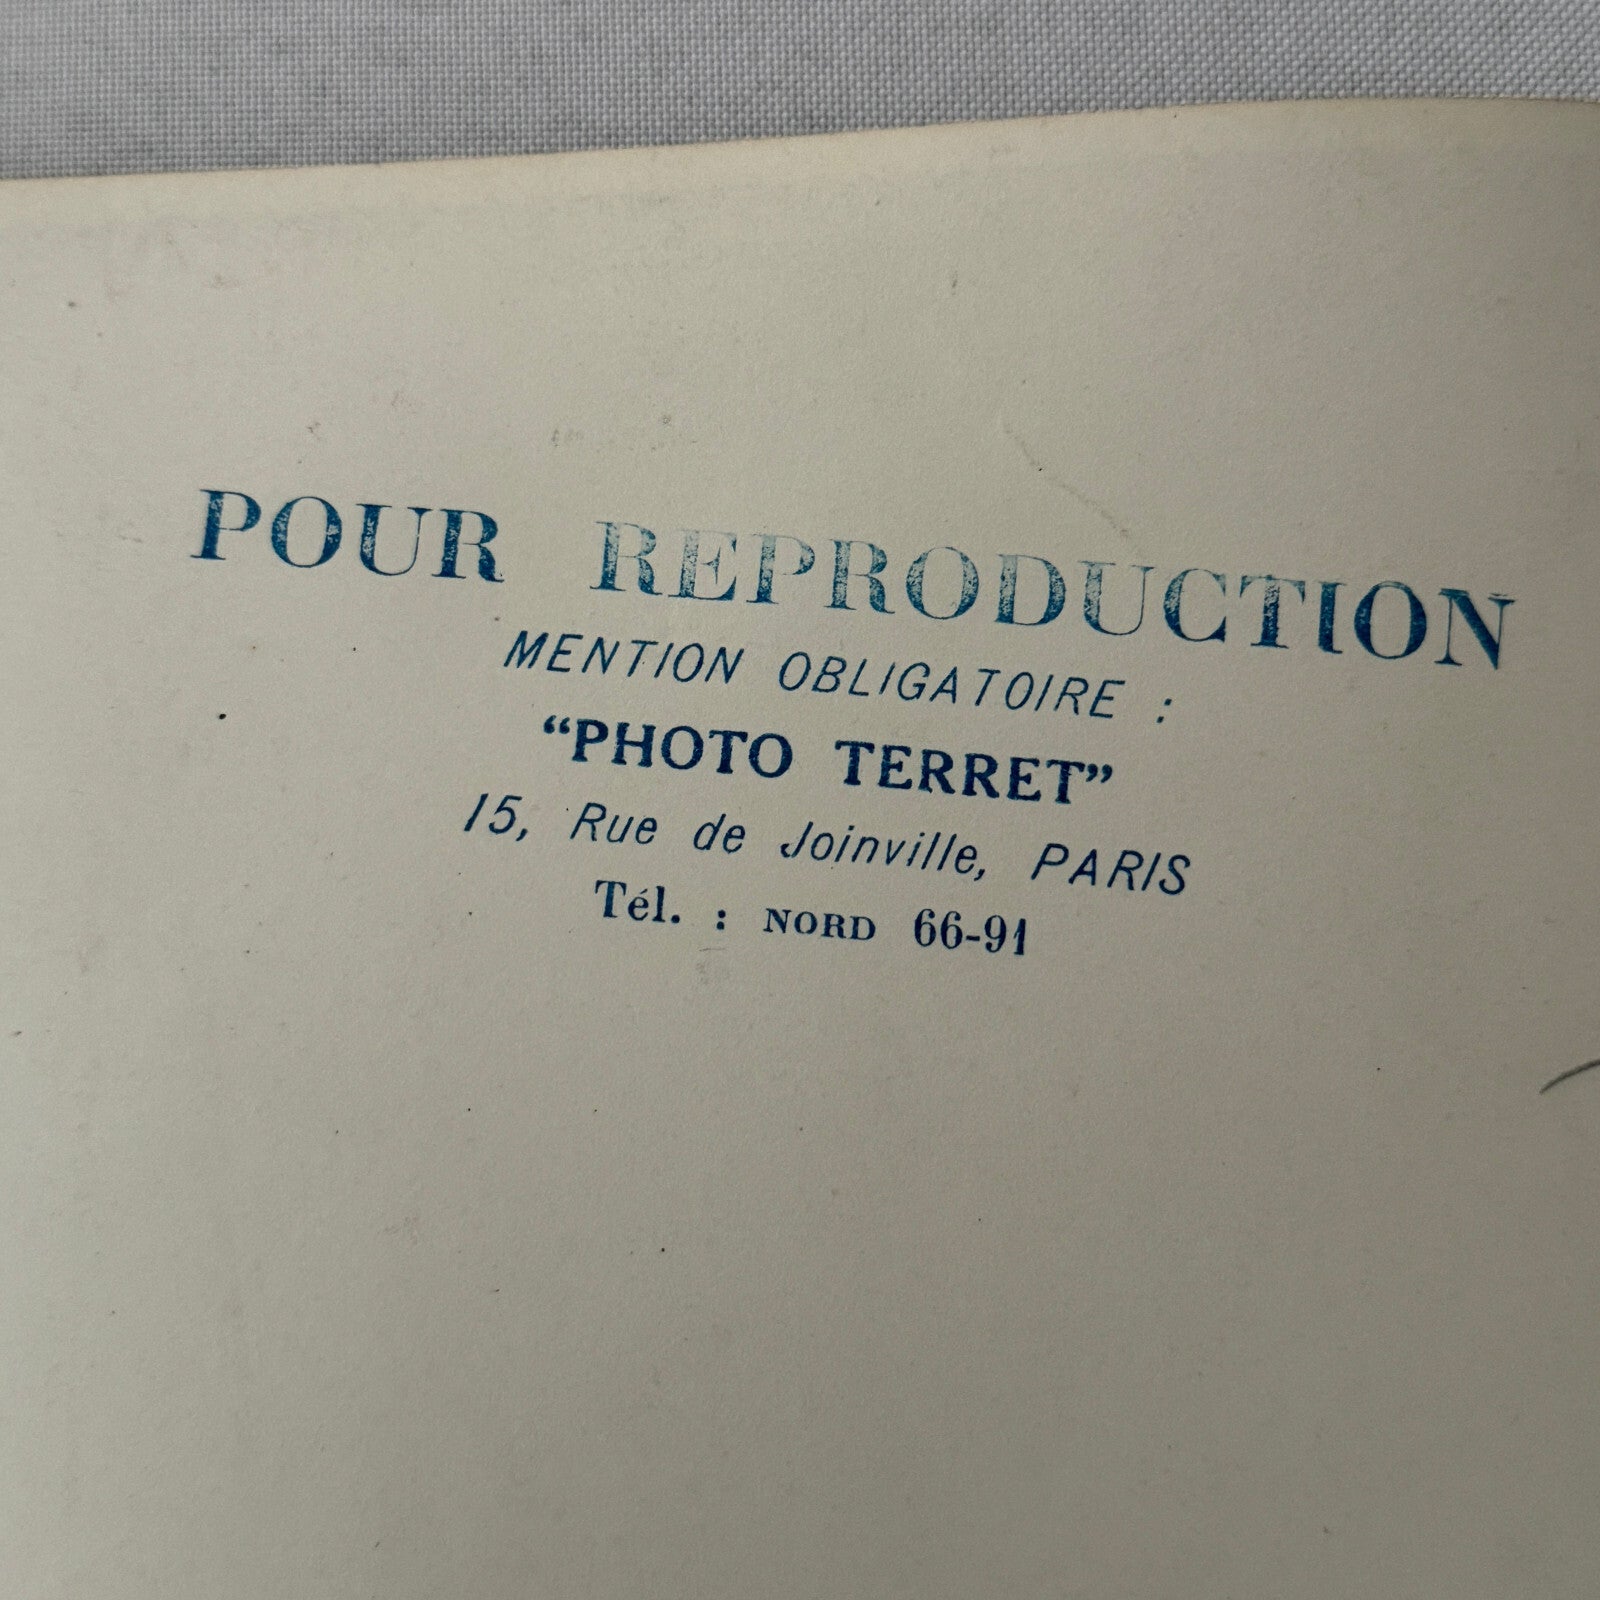 POUR REPRODUCTION
MENTION OBLIGATOIRE :
“PHOTO TERRET”
15, Rue de Joinville, PARIS
Tél. : NORD 66-91